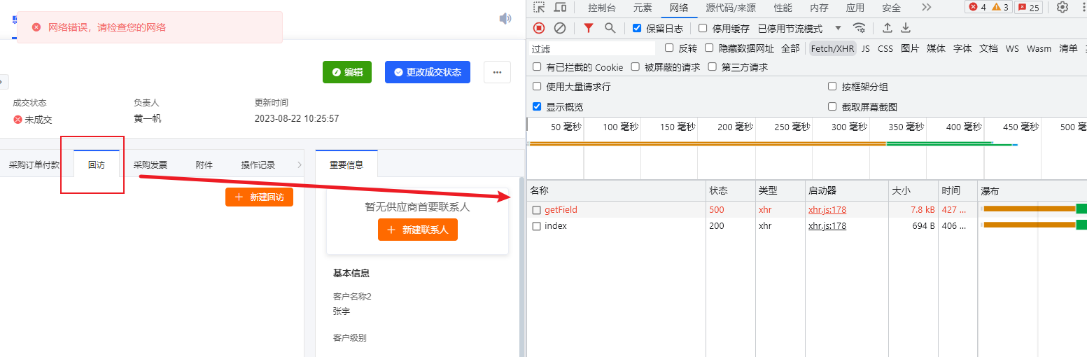 网络错误，请检查您的网络
编辑
更改成交状态
成交状态
负责人
更新时间
未成交
黄一帆
2023-08-22 10:25:57
采购订单付款
回访
采购发票
附件
操作记录
重要信息
新建回访
暂无供应商首要联系人
新建联系人
基本信息
客户名称2
张宇
客户级别
控制台 元素 网络 源代码/来源 性能 内存 应用 安全 4 3 25
保留日志 停用缓存 已停用节流模式
过滤 反转 隐藏数据网址 全部 Fetch/XHR JS CSS 图片 媒体 字体 文档 WS Wasm 清单
有已拦截的 Cookie 被屏蔽的请求 第三方请求
使用大量请求行 按框架分组
显示概览 截取屏幕截图
50 毫秒 100 毫秒 150 毫秒 200 毫秒 250 毫秒 300 毫秒 350 毫秒 400 毫秒 450 毫秒 500
名称 状态 类型 启动器 大小 时间 瀑布
getField 500 xhr xhr.js:178 7.8 kB 427 ...
index 200 xhr xhr.js:178 694 B 406 ...